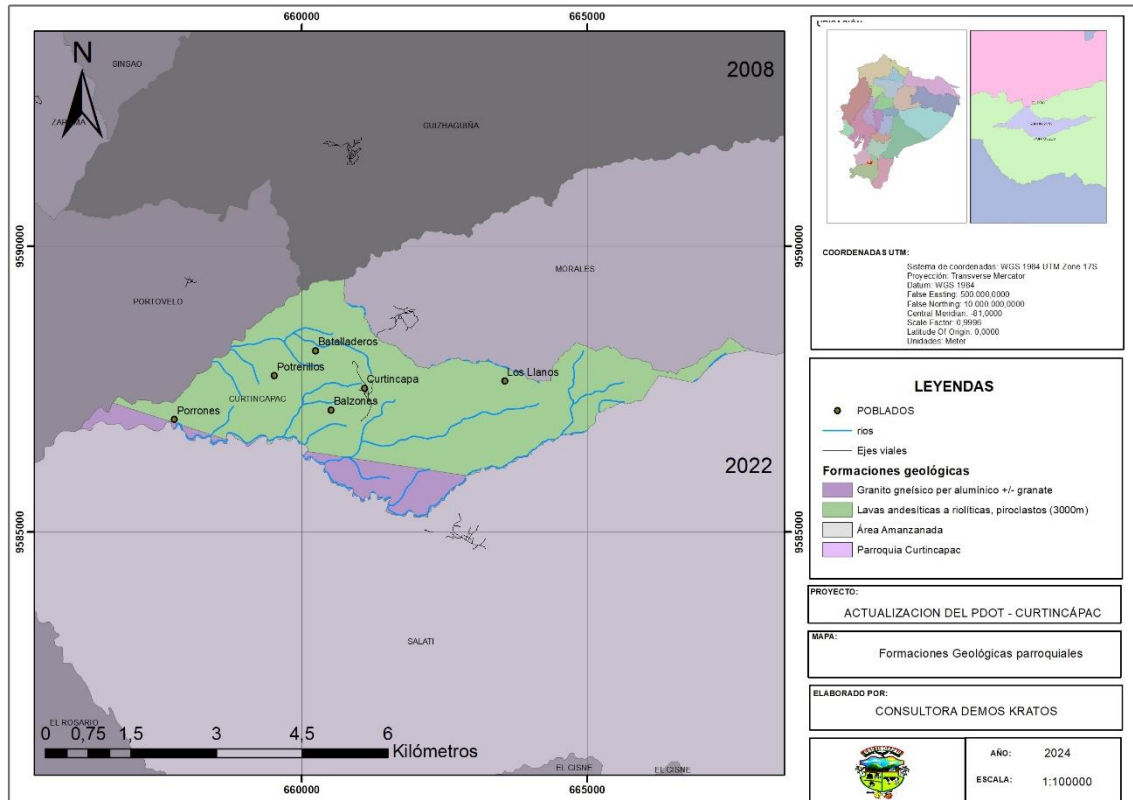 660000
665000
N
2008
SINSAO
ZARUMA
GUIZHAGUIÑA
9590000
9590000
MORALES
PORTOVELO
Batalladeros
Potrerillos
Los Llanos
Curtincapa
CURTINCAPAC
Balzones
Porrones
2022
9585000
9585000
SALATI
EL ROSARIO
0 0,75 1,5 3 4,5 6
Kilómetros
EL CISNE
EL CISNE
660000
665000
COORDENADAS UTM:
Sistema de coordenadas: WGS 1984 UTM Zone 17S
Proyección: Transverse Mercator
Datum: WGS 1984
False Easting: 500.000,0000
False Northing: 10.000.000,0000
Central Meridian: -81,0000
Scale Factor: 0,9996
Latitude Of Origin: 0,0000
Unidades: Meter
LEYENDAS
POBLADOS
rios
Ejes viales
Formaciones geológicas
Granito gneísico per alumínico +/- granate
Lavas andesíticas a riolíticas, piroclastos (3000m)
Área Amanzanada
Parroquia Curtincapac
PROYECTO:
ACTUALIZACION DEL PDOT - CURTINCÁPAC
MAPA:
Formaciones Geológicas parroquiales
ELABORADO POR:
CONSULTORA DEMOS KRATOS
AÑO: 2024
ESCALA: 1:100000